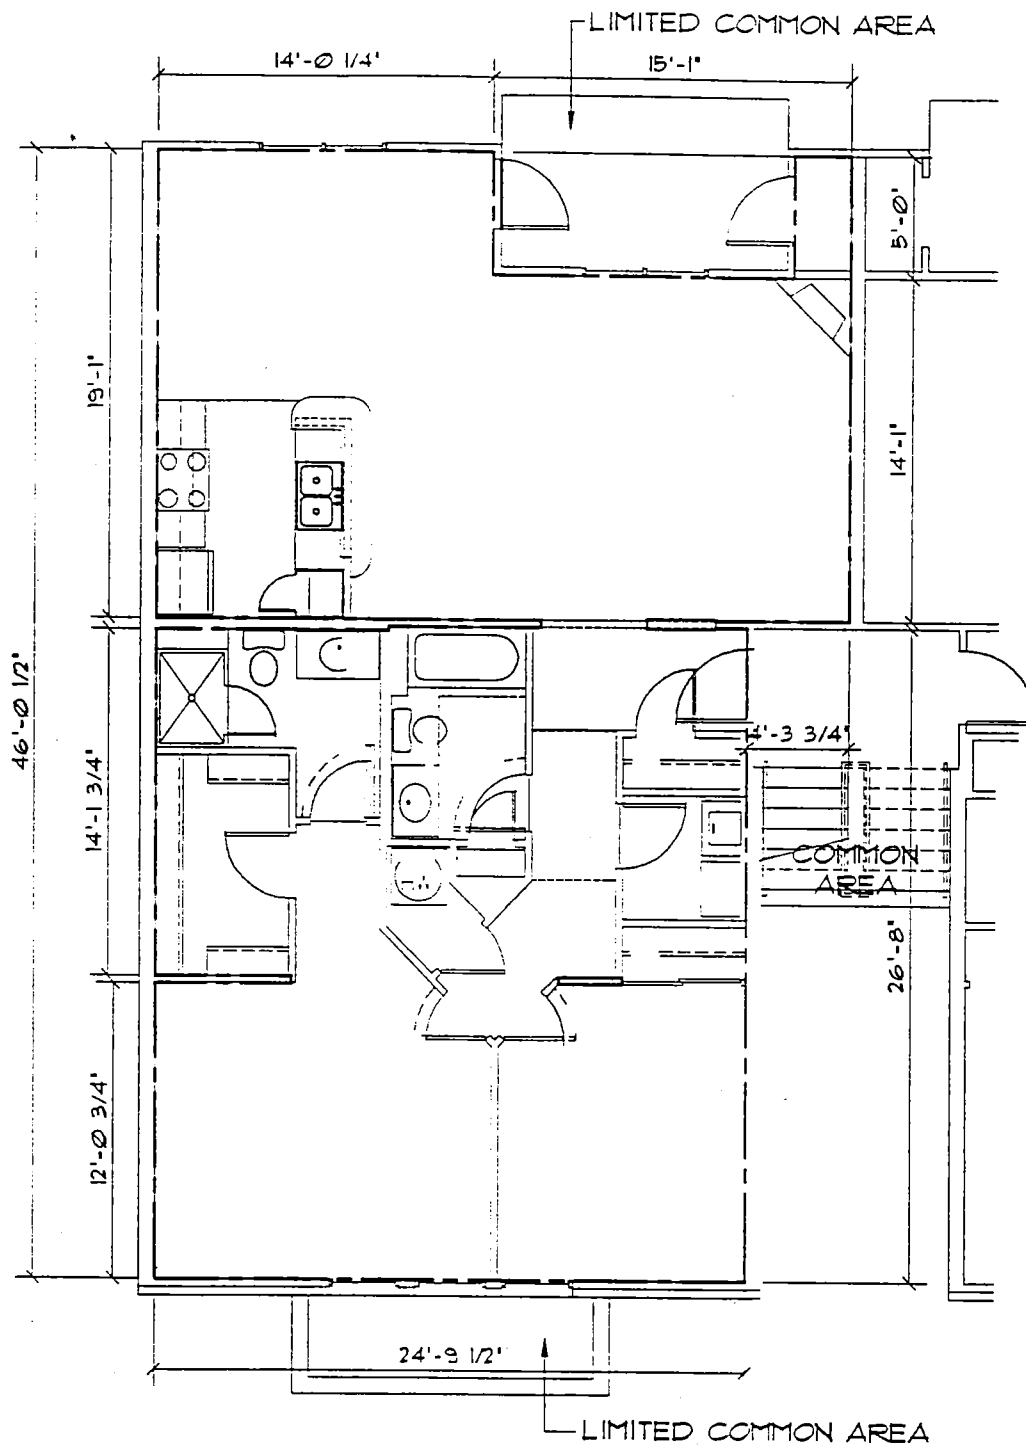 LIMITED COMMON AREA
14'-0 1/4"
15'-1"
5'-0"
19'-1"
14'-1"
46'-0 1/2"
4'-3 3/4"
14'-1 3/4"
COMMON
AREA
26'-8"
12'-0 3/4"
24'-9 1/2"
LIMITED COMMON AREA